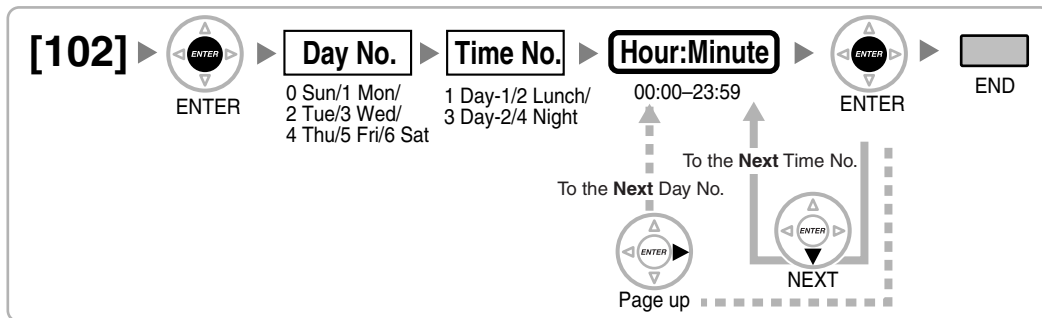 [102]
ENTER
ENTER
Day No.
0 Sun/1 Mon/
2 Tue/3 Wed/
4 Thu/5 Fri/6 Sat
Time No.
1 Day-1/2 Lunch/
3 Day-2/4 Night
Hour:Minute
00:00–23:59
ENTER
ENTER
END
To the Next Time No.
To the Next Day No.
ENTER
Page up
ENTER
NEXT